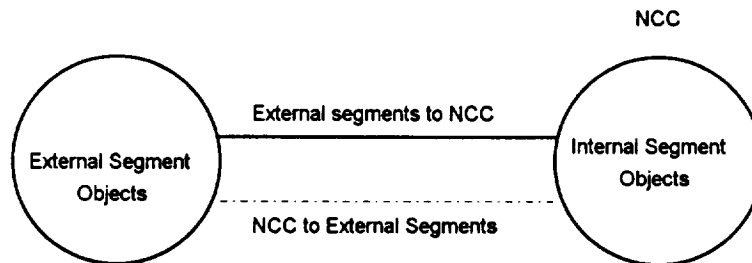 NCC
External segments to NCC
External Segment
Objects
Internal Segment
Objects
NCC to External Segments